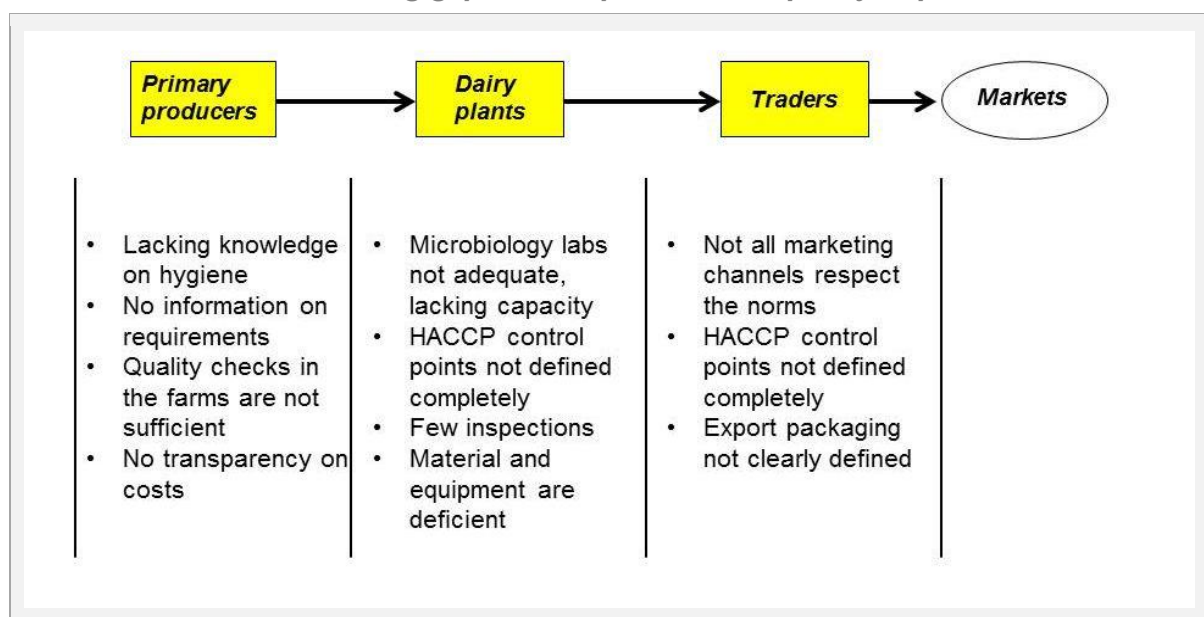 Primary
producers
Dairy
plants
Traders
Markets
• Lacking knowledge
on hygiene
• No information on
requirements
• Quality checks in
the farms are not
sufficient
• No transparency on
costs
• Microbiology labs
not adequate,
lacking capacity
• HACCP control
points not defined
completely
• Few inspections
• Material and
equipment are
deficient
• Not all marketing
channels respect
the norms
• HACCP control
points not defined
completely
• Export packaging
not clearly defined